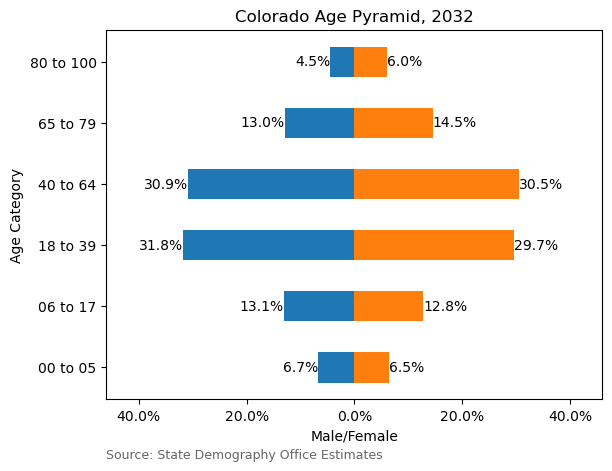 Colorado Age Pyramid, 2032
80 to 100
4.5%
6.0%
65 to 79
13.0%
14.5%
40 to 64
30.9%
30.5%
18 to 39
31.8%
29.7%
06 to 17
13.1%
12.8%
00 to 05
6.7%
6.5%
Age Category
40.0% 20.0% 0.0% 20.0% 40.0%
Male/Female
Source: State Demography Office Estimates